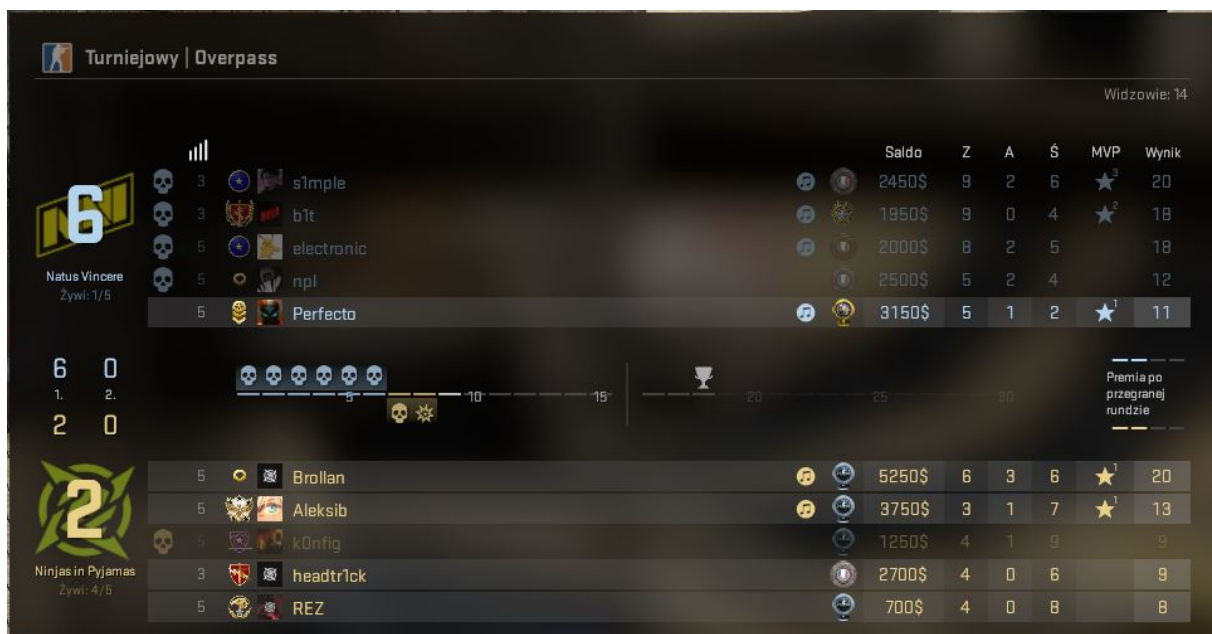 Turniejowy | Overpass
Widzowie: 14
Saldo Z A Ś MVP Wynik
3 s1mple 2450$ 9 2 6 3 20
3 b1t 1950$ 9 0 4 2 18
5 electronic 2000$ 8 2 5 18
5 npl 2500$ 5 2 4 12
5 Perfecto 3150$ 5 1 2 1 11
6
Natus Vincere
Żywi: 1/5
6 0
1. 2.
2 0
5 10 15 20 25 30
Premia po
przegranej
rundzie
5 Brollan 5250$ 6 3 6 1 20
5 Aleksib 3750$ 3 1 7 1 13
5 k0nfig 1250$ 4 1 9 9
3 headtr1ck 2700$ 4 0 6 9
5 REZ 700$ 4 0 8 8
2
Ninjas in Pyjamas
Żywi: 4/5